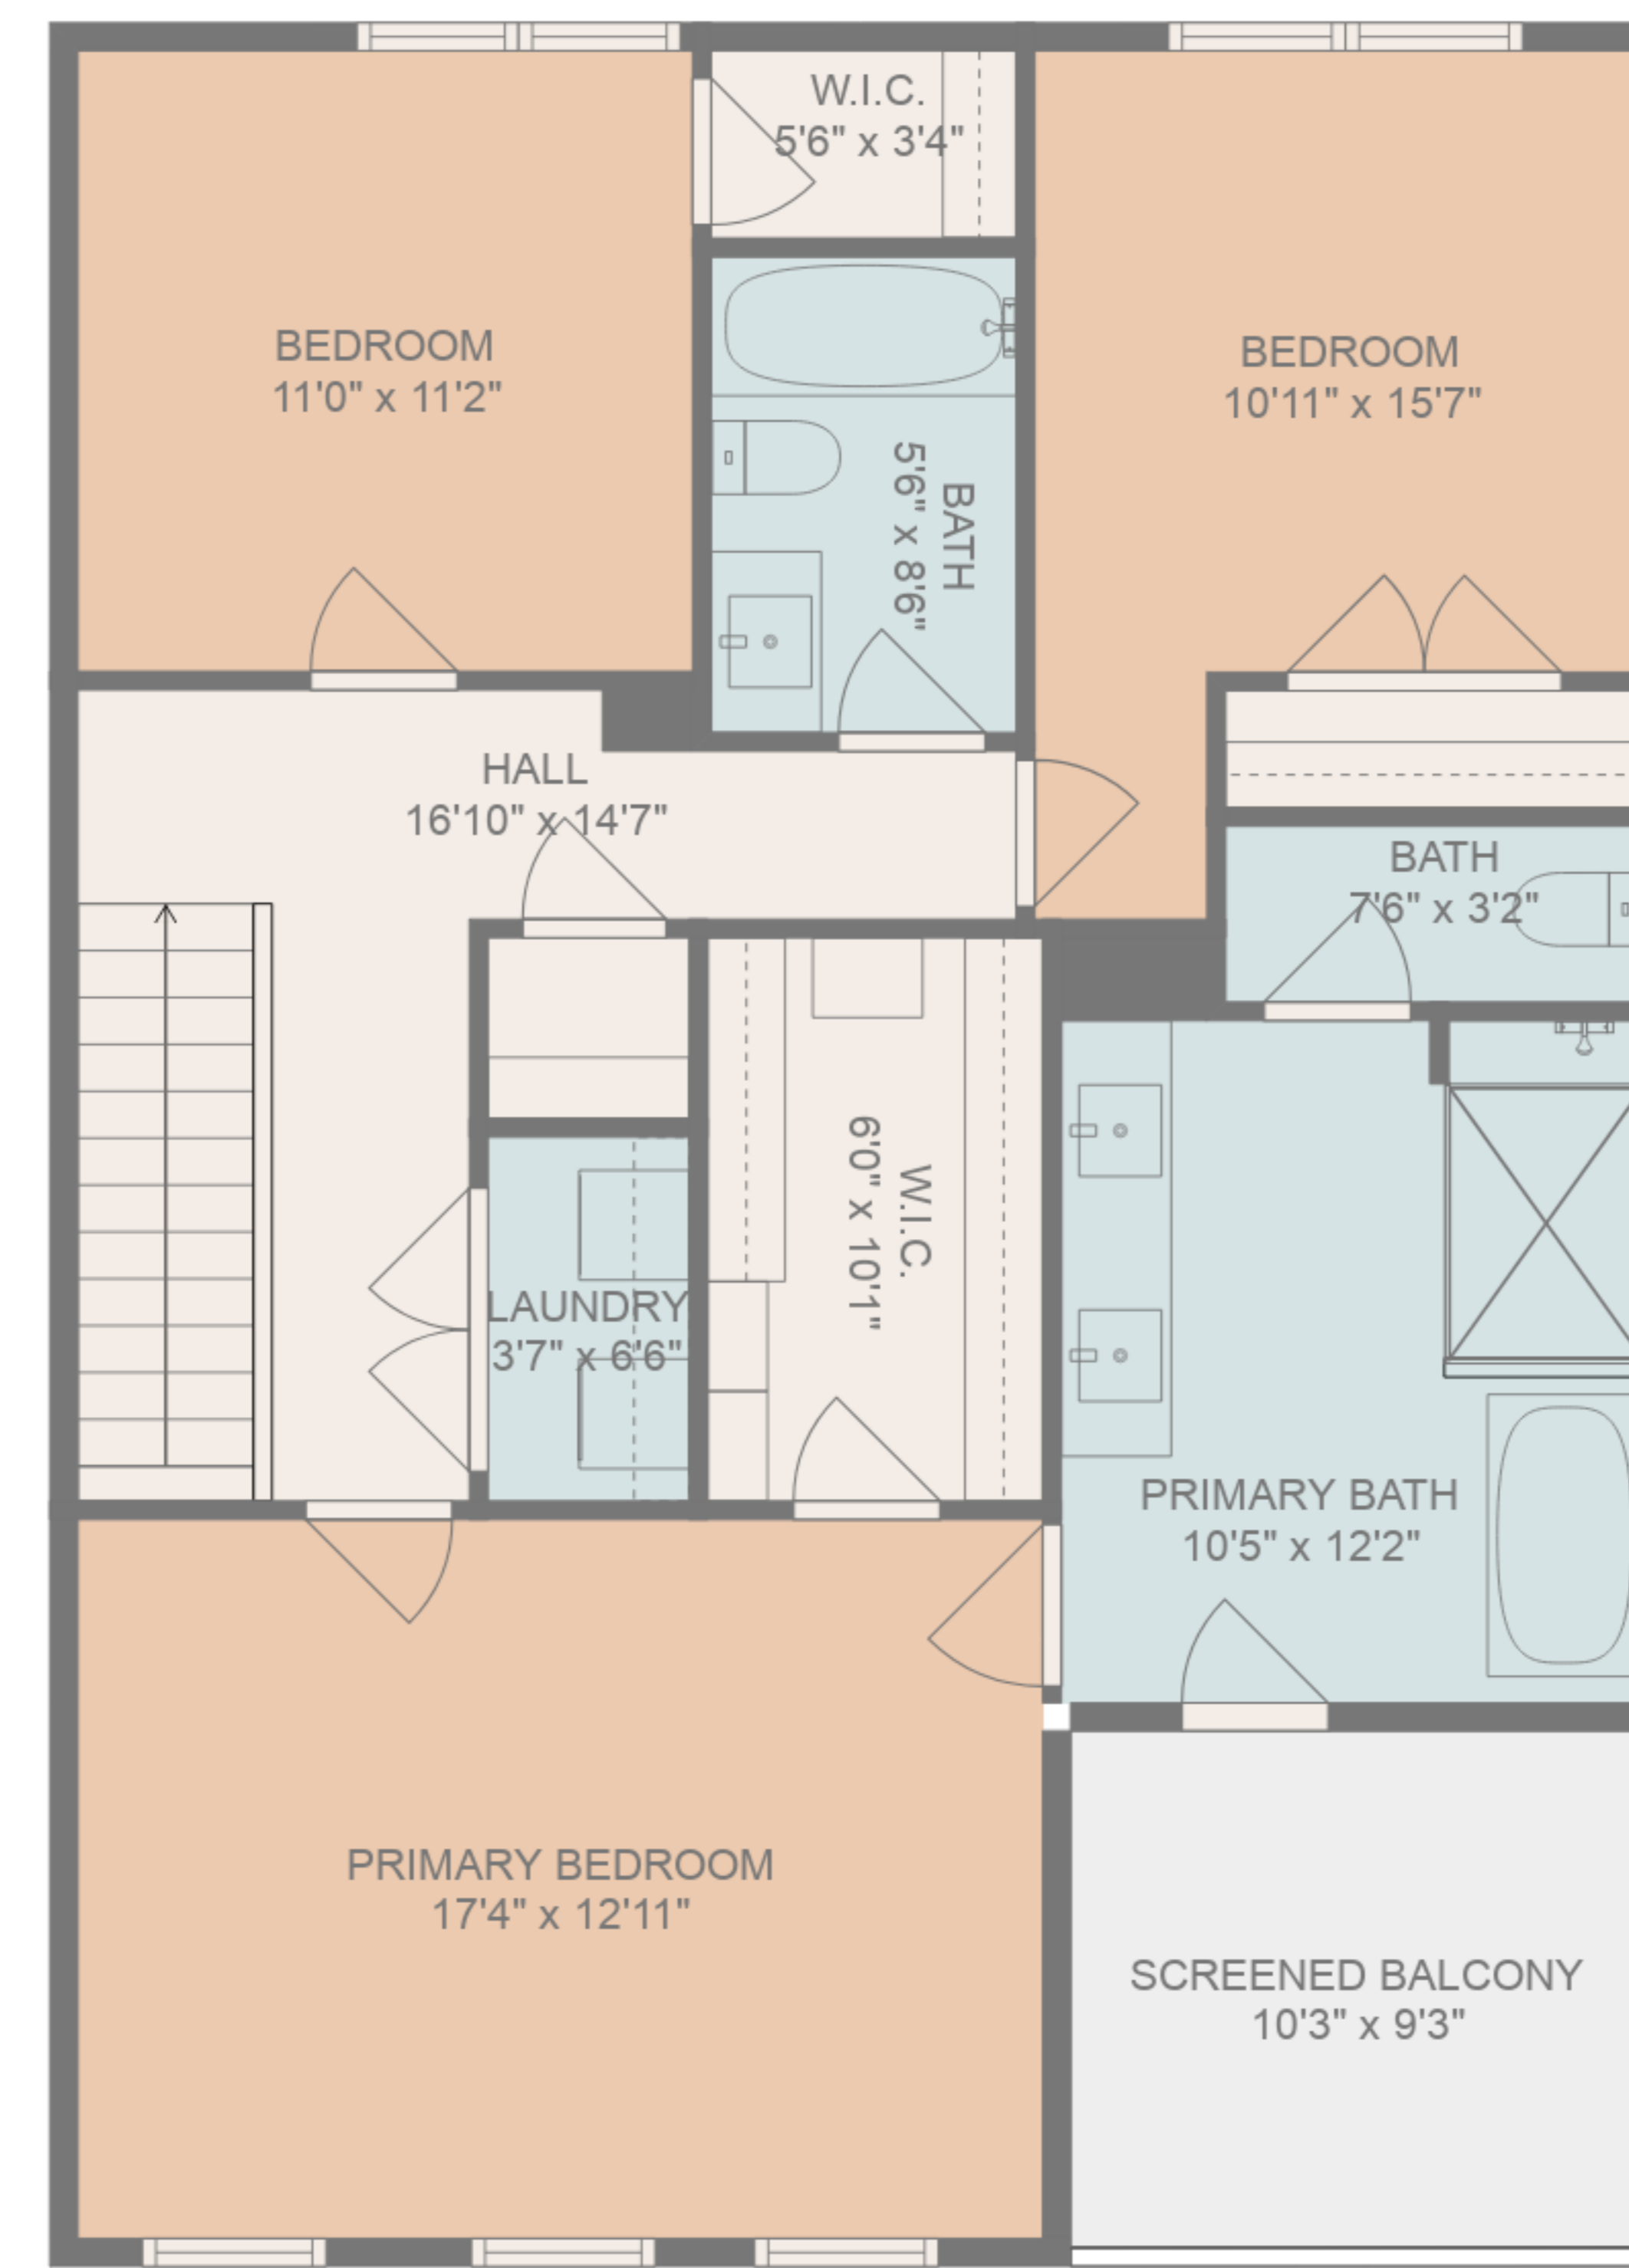 W.I.C.
5'6" x 3'4"
BEDROOM
11'0" x 11'2"
BEDROOM
10'11" x 15'7"
BATH
5'6" x 8'6"
HALL
16'10" x 14'7"
BATH
7'6" x 3'2"
W.I.C.
6'0" x 10'1"
LAUNDRY
3'7" x 6'6"
PRIMARY BATH
10'5" x 12'2"
PRIMARY BEDROOM
17'4" x 12'11"
SCREENED BALCONY
10'3" x 9'3"